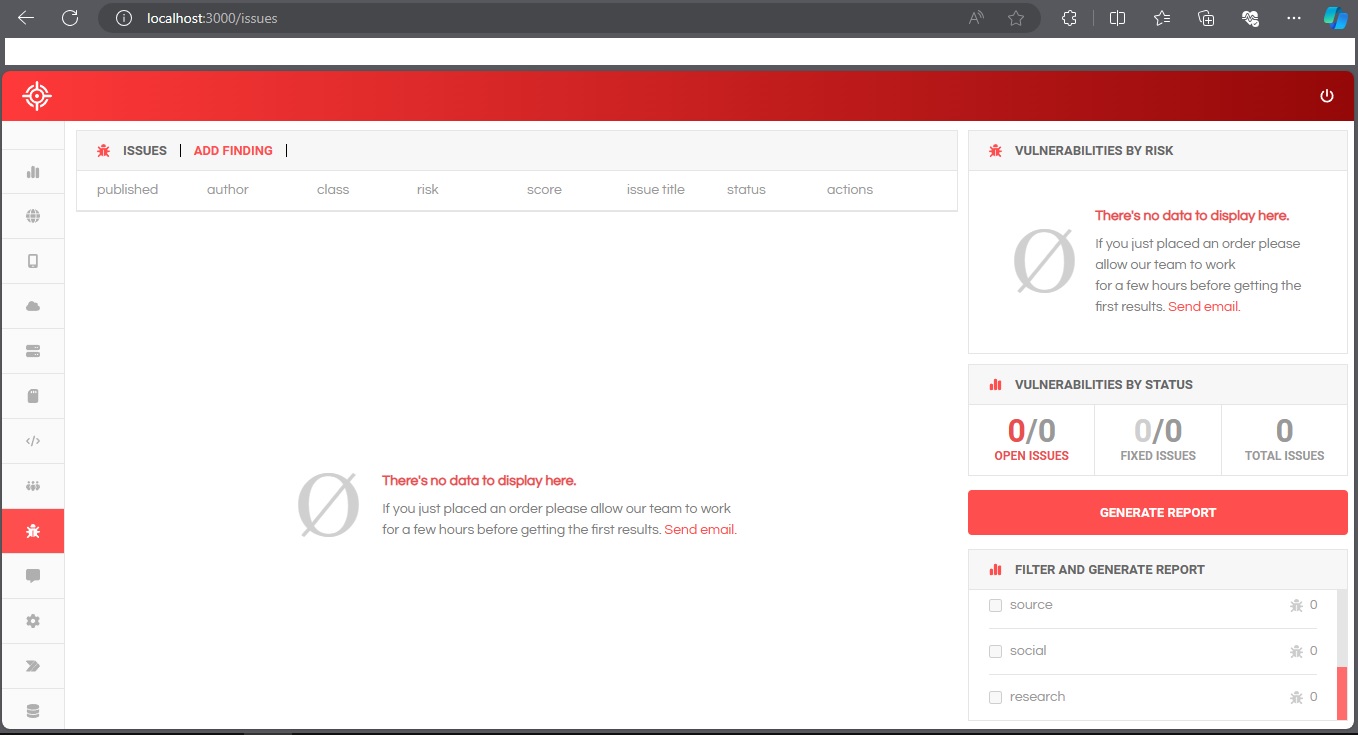 localhost:3000/issues
ISSUES | ADD FINDING |
published author class risk score issue title status actions
There's no data to display here.
If you just placed an order please allow our team to work
for a few hours before getting the first results. Send email.
VULNERABILITIES BY RISK
There's no data to display here.
If you just placed an order please
allow our team to work
for a few hours before getting the
first results. Send email.
VULNERABILITIES BY STATUS
0/0 0/0 0
OPEN ISSUES FIXED ISSUES TOTAL ISSUES
GENERATE REPORT
FILTER AND GENERATE REPORT
source 0
social 0
research 0